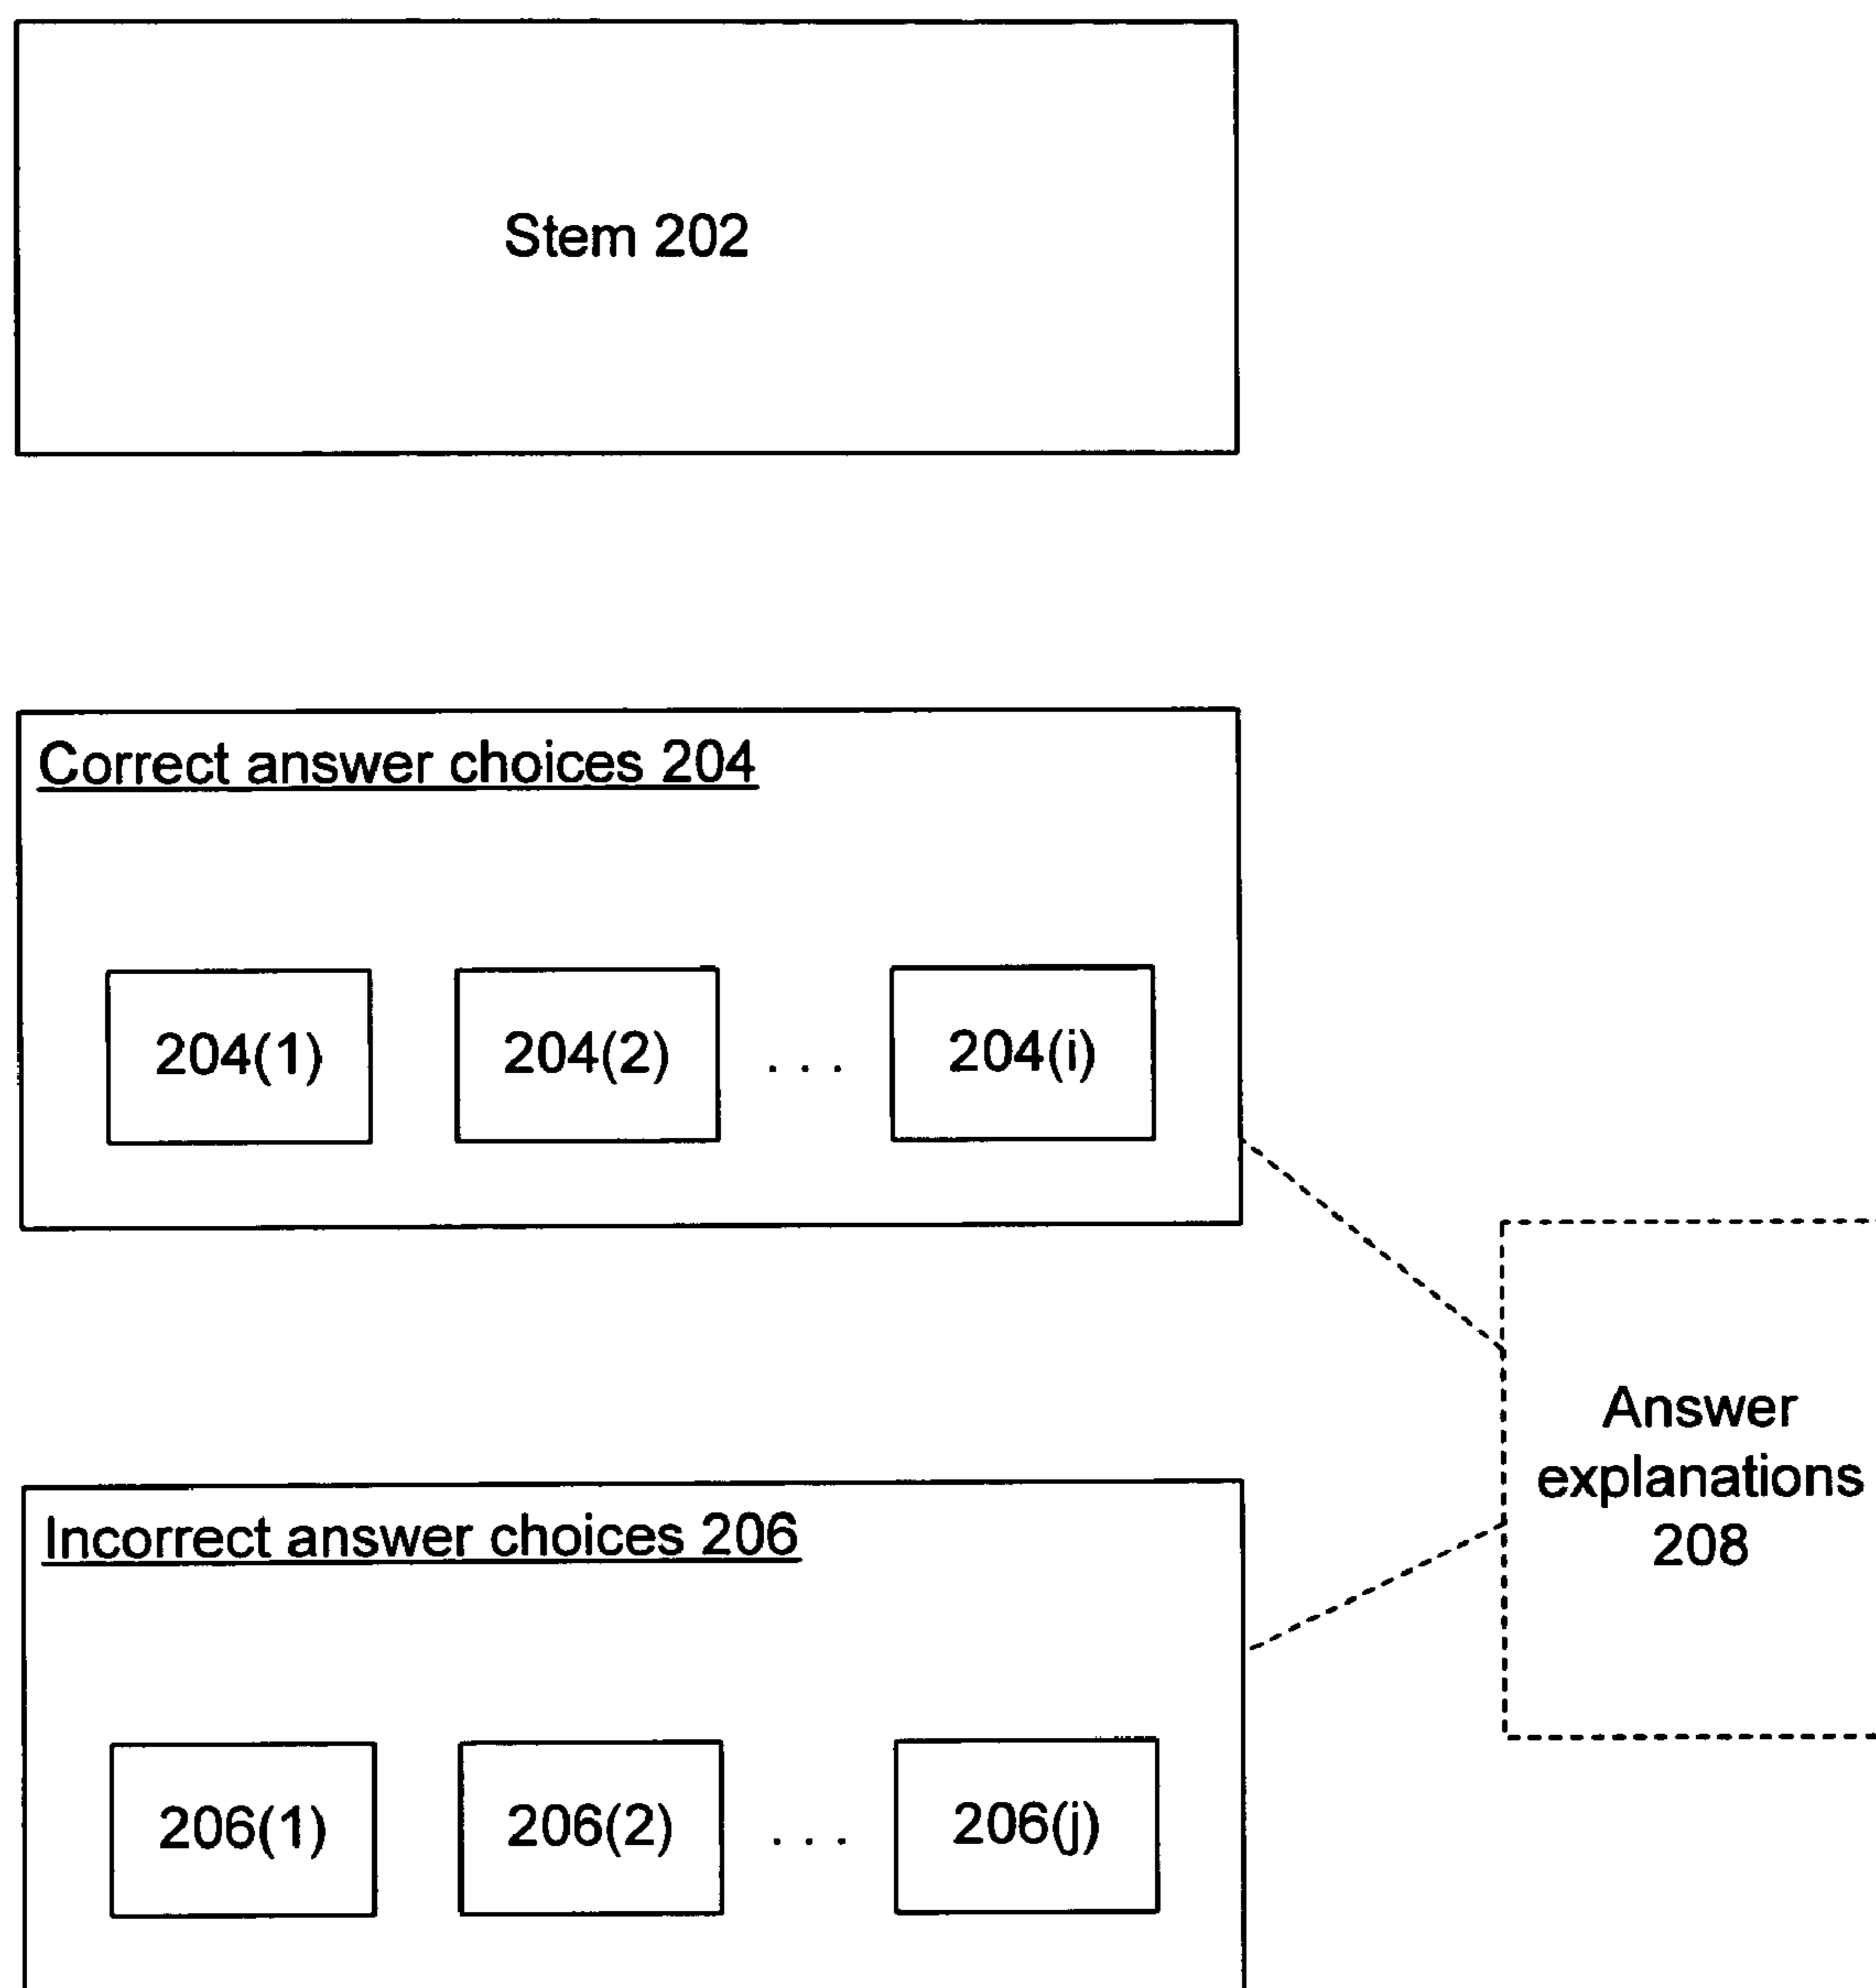 Stem 202
Correct answer choices 204
204(1) 204(2) . . . 204(i)
Answer
explanations
208
Incorrect answer choices 206
206(1) 206(2) . . . 206(j)